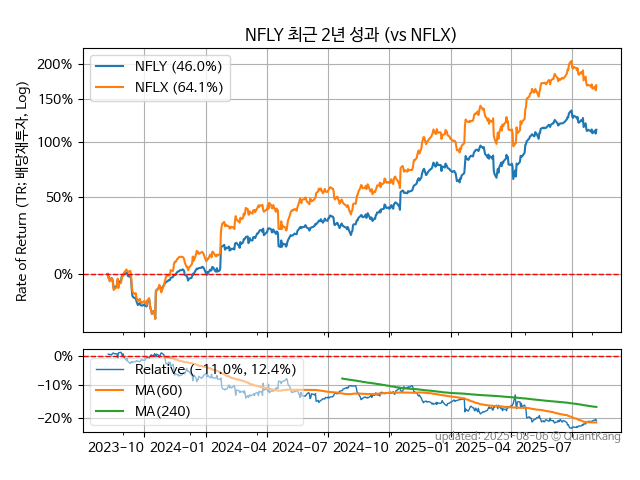 NFLY 최근 2년 성과 (vs NFLX)
Rate of Return (TR: 배당재투자, Log)
200%
150%
100%
50%
0%
NFLY (46.0%)
NFLX (64.1%)
0%
−10%
−20%
Relative (−11.0%, 12.4%)
MA(60)
MA(240)
updated: 2025-08-06 © QuantKang
2023-10 2024-01 2024-04 2024-07 2024-10 2025-01 2025-04 2025-07